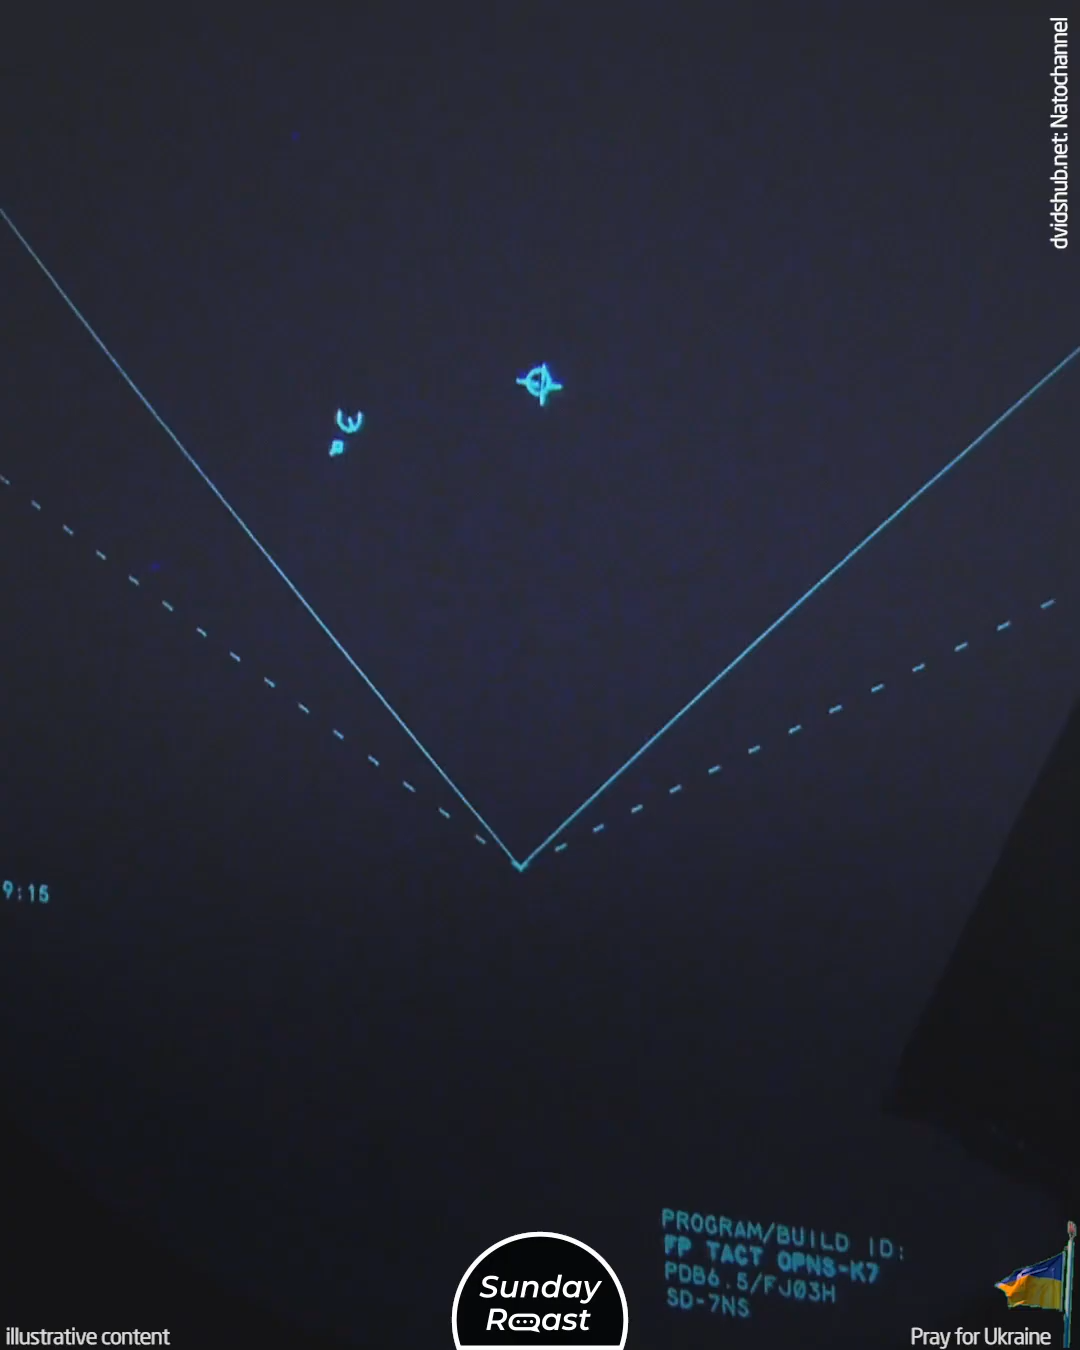 dvidshub.net: Natochannel
9:15
PROGRAM/BUILD ID:
FP TACT OPNS-K7
PDB6.5/FJ03H
SD-7NS
Sunday
Roast
illustrative content
Pray for Ukraine